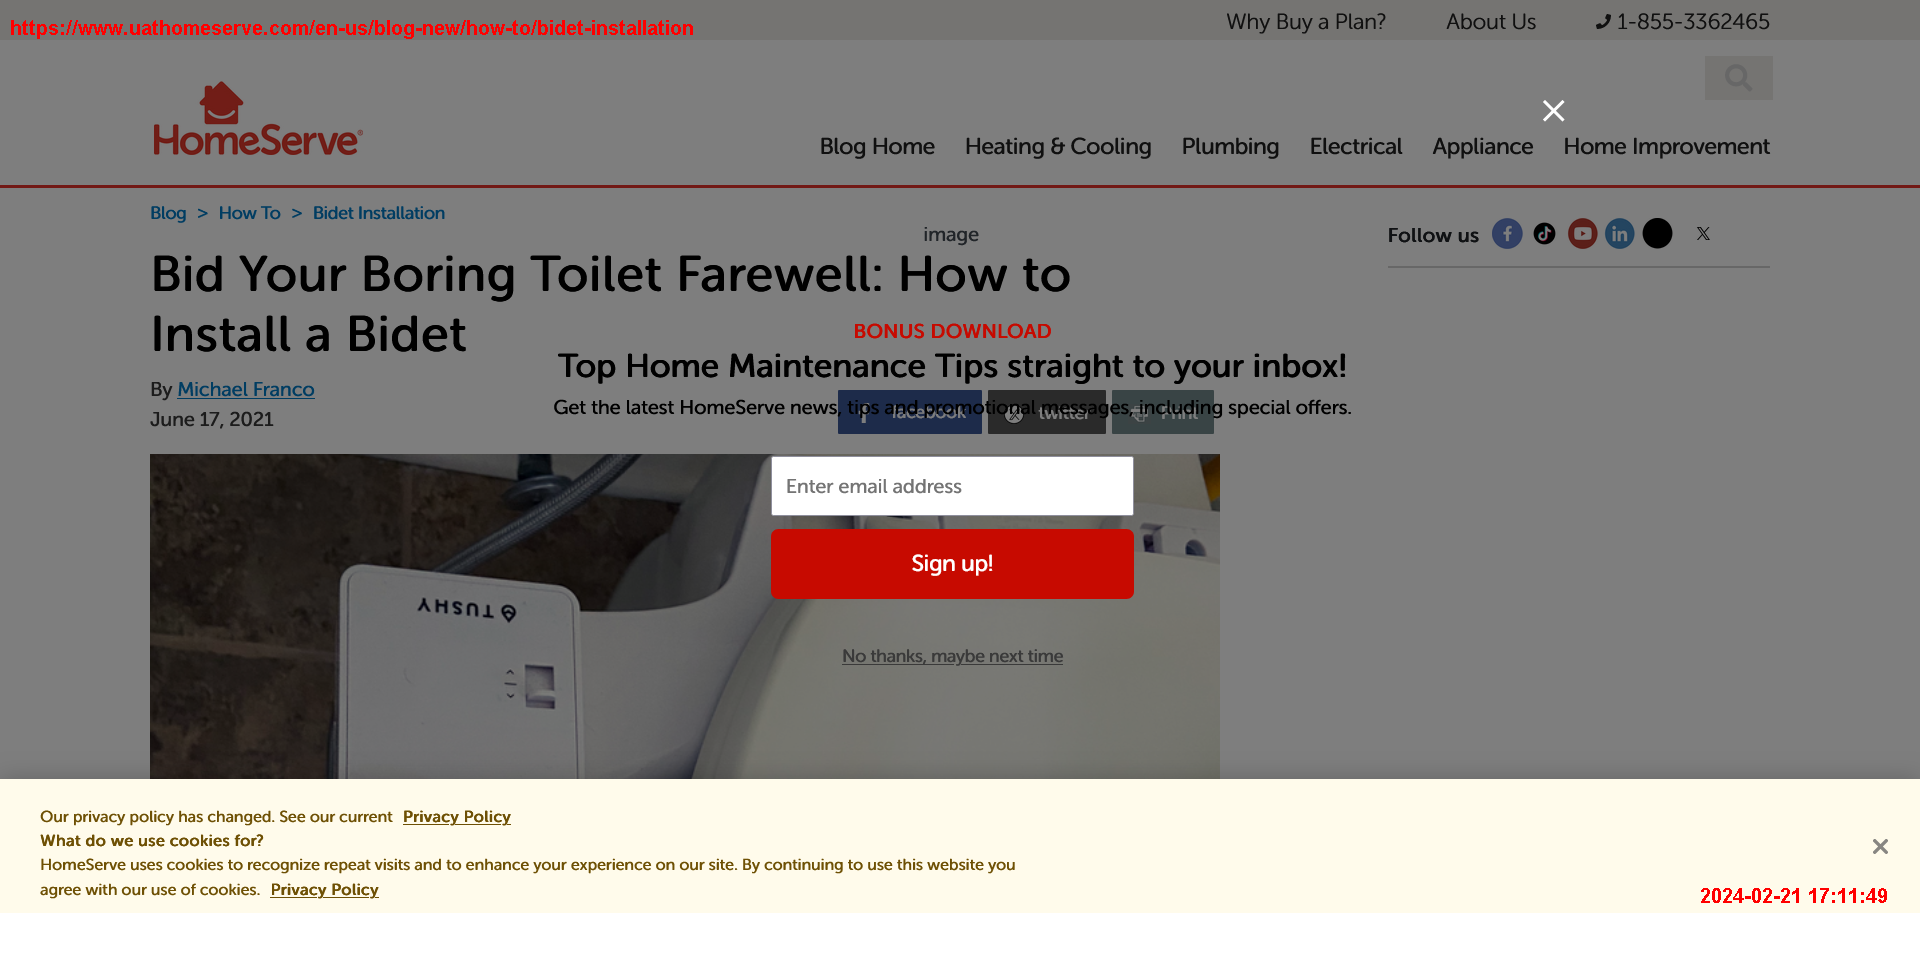 https://www.uathomeserve.com/en-us/blog-new/how-to/bidet-installation
Why Buy a Plan?
About Us
1-855-3362465
HomeServe®
Blog Home
Heating & Cooling
Plumbing
Electrical
Appliance
Home Improvement
Blog > How To > Bidet Installation
Follow us
image
Bid Your Boring Toilet Farewell: How to
Install a Bidet
BONUS DOWNLOAD
Top Home Maintenance Tips straight to your inbox!
By Michael Franco
Get the latest HomeServe news, tips and promotional messages, including special offers.
facebook
twitter
Print
June 17, 2021
Enter email address
Sign up!
TUSHY
No thanks, maybe next time
Our privacy policy has changed. See our current Privacy Policy
What do we use cookies for?
HomeServe uses cookies to recognize repeat visits and to enhance your experience on our site. By continuing to use this website you
agree with our use of cookies. Privacy Policy
2024-02-21 17:11:49